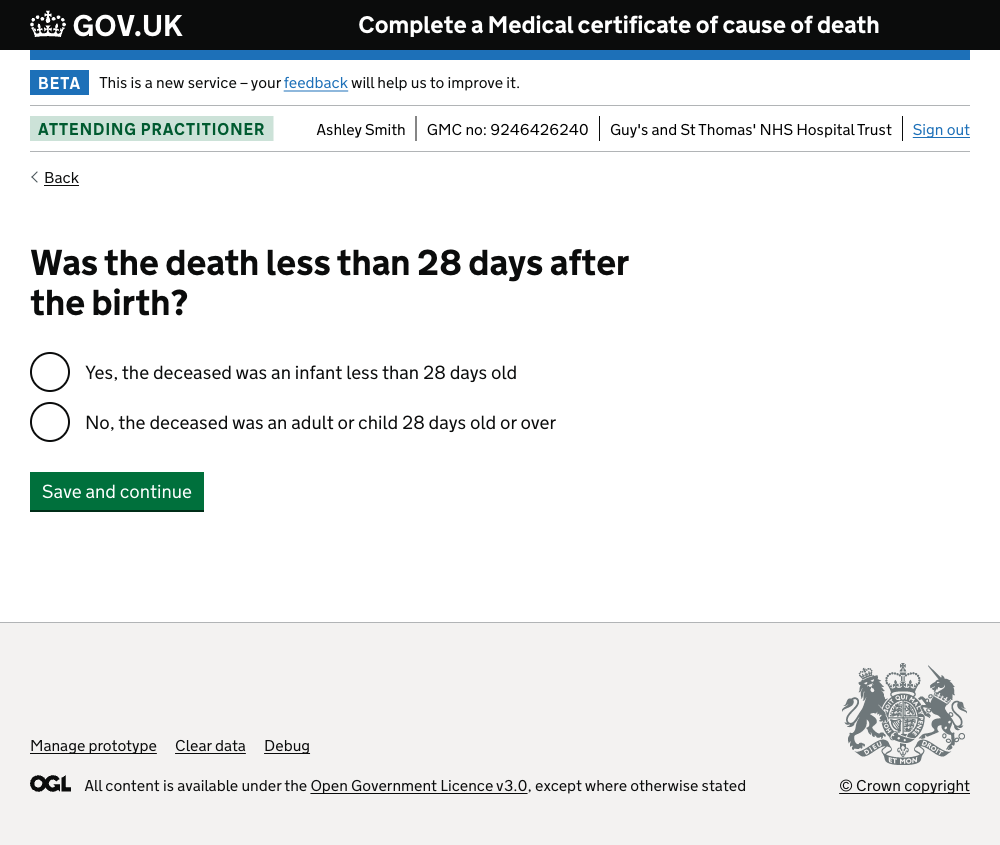 GOV.UK
Complete a Medical certificate of cause of death
BETA This is a new service – your feedback will help us to improve it.
ATTENDING PRACTITIONER
Ashley Smith
GMC no: 9246426240
Guy's and St Thomas' NHS Hospital Trust
Sign out
Back
Was the death less than 28 days after
the birth?
Yes, the deceased was an infant less than 28 days old
No, the deceased was an adult or child 28 days old or over
Save and continue
Manage prototype
Clear data
Debug
OGL
All content is available under the Open Government Licence v3.0, except where otherwise stated
DIEU ET MON DROIT
© Crown copyright